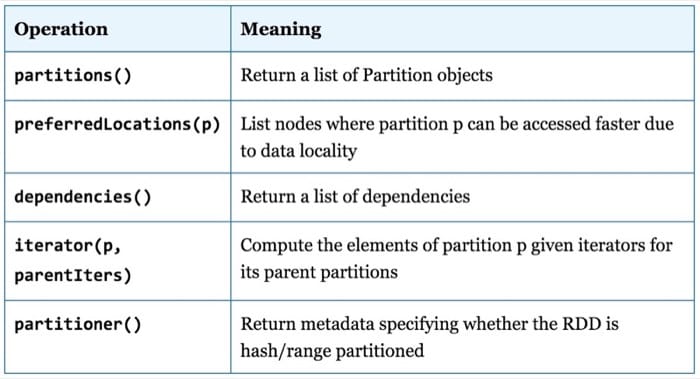 Operation Meaning
partitions() Return a list of Partition objects
preferredLocations(p) List nodes where partition p can be accessed faster due
to data locality
dependencies() Return a list of dependencies
iterator(p, Compute the elements of partition p given iterators for
parentIters) its parent partitions
partitioner() Return metadata specifying whether the RDD is
hash/range partitioned